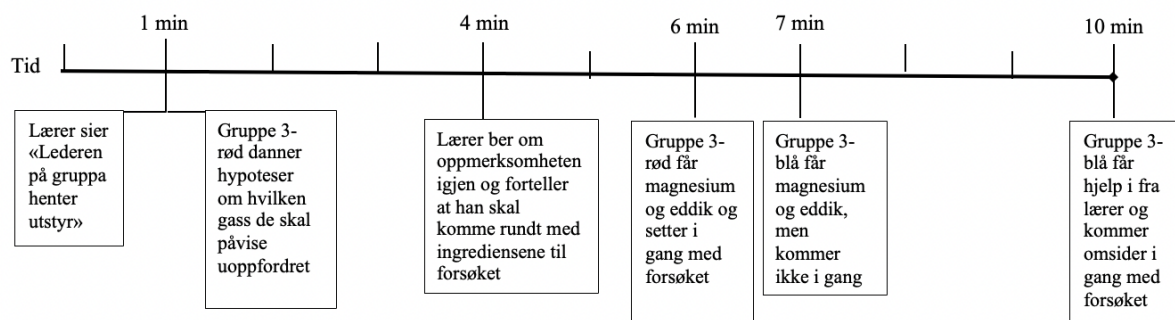 1 min
4 min
6 min
7 min
10 min
Tid
Lærer sier
«Lederen
på gruppa
henter
utstyr»
Gruppe 3-
rød danner
hypoteser
om hvilken
gass de skal
påvise
uoppfordret
Lærer ber om
oppmerksomheten
igjen og forteller
at han skal
komme rundt med
ingrediensene til
forsøket
Gruppe 3-
rød får
magnesium
og eddik og
setter i
gang med
forsøket
Gruppe 3-
blå får
magnesium
og eddik,
men
kommer
ikke i gang
Gruppe 3-
blå får
hjelp i fra
lærer og
kommer
omsider i
gang med
forsøket